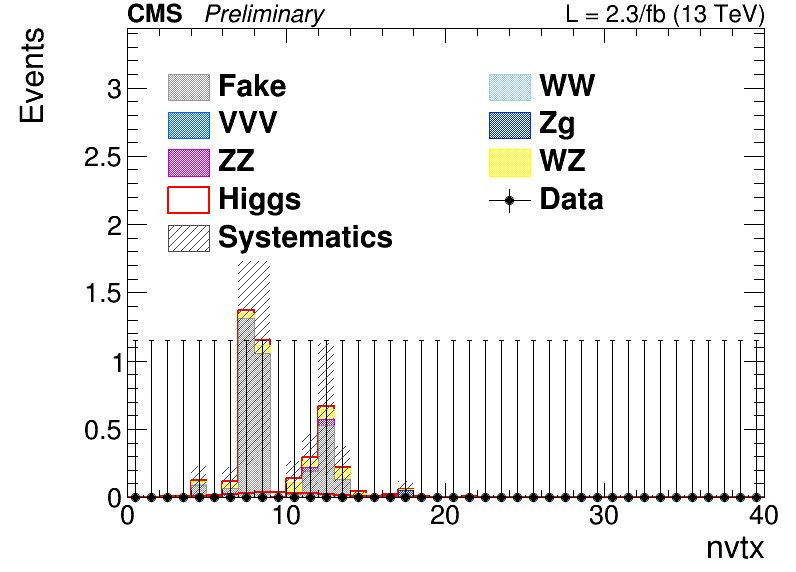 CMS Preliminary L = 2.3/fb (13 TeV)
Events
3
2.5
2
1.5
1
0.5
0
Fake WW
VVV Zg
ZZ WZ
Higgs Data
Systematics
0 10 20 30 40
nvtx